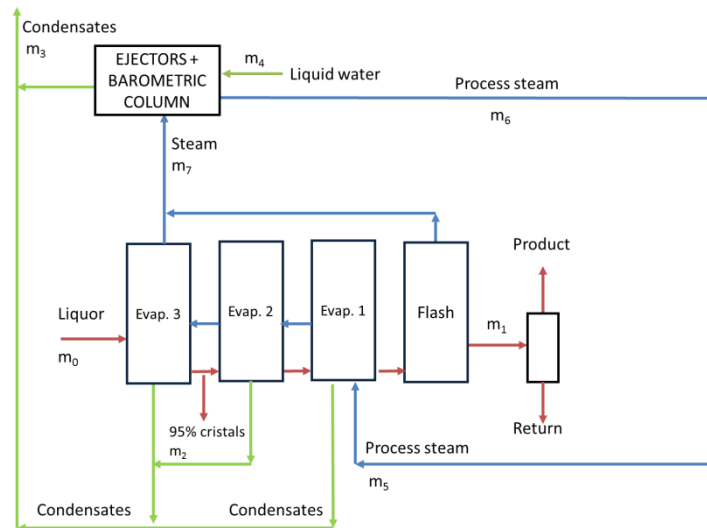 Condensates
m3
EJECTORS +
BAROMETRIC
COLUMN
m4
Liquid water
Process steam
m6
Steam
m7
Product
Liquor
m0
Evap. 3
Evap. 2
Evap. 1
Flash
m1
95% cristals
m2
Return
Process steam
m5
Condensates
Condensates